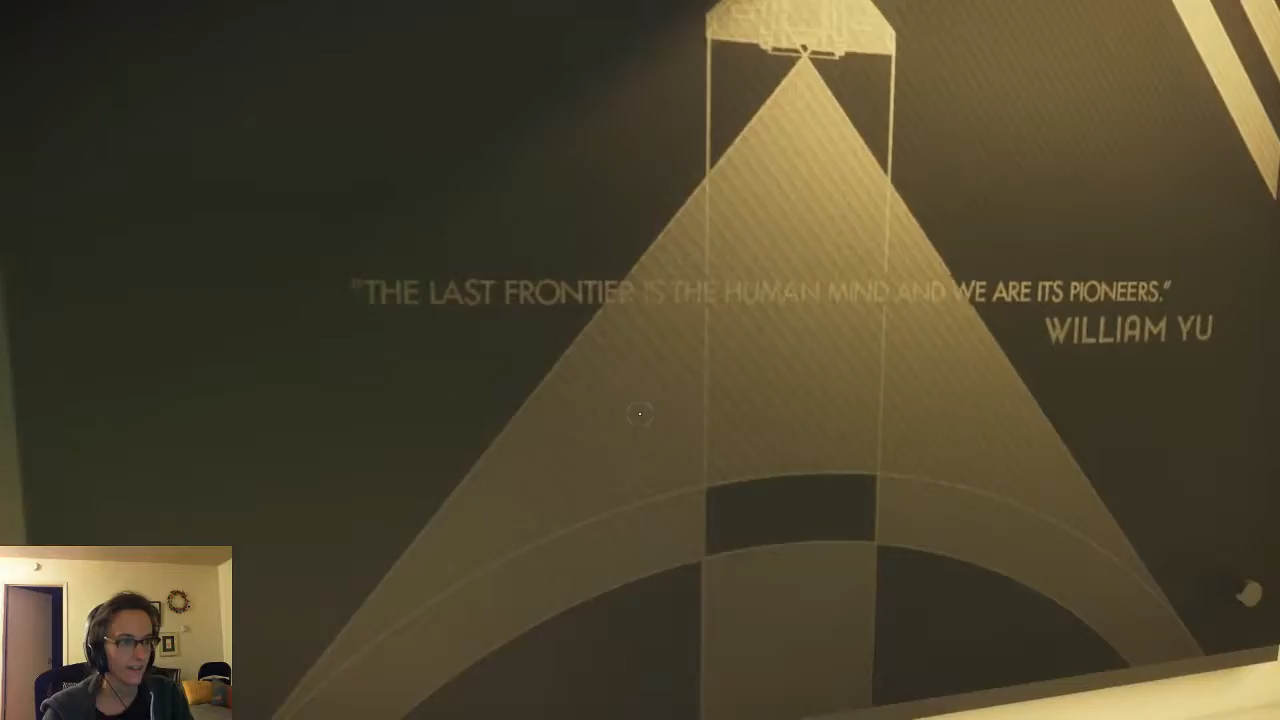 "THE LAST FRONTIER IS THE HUMAN MIND AND WE ARE ITS PIONEERS."
WILLIAM YU